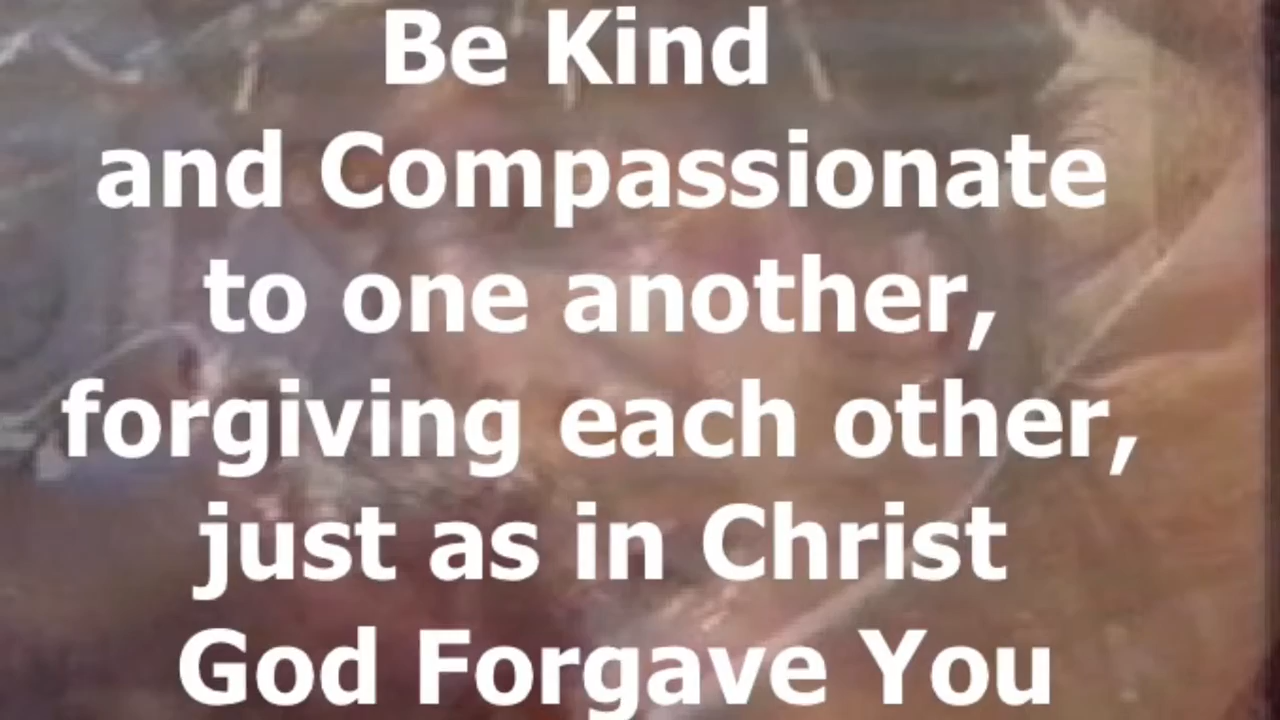 Be Kind
and Compassionate
to one another,
forgiving each other,
just as in Christ
God Forgave You